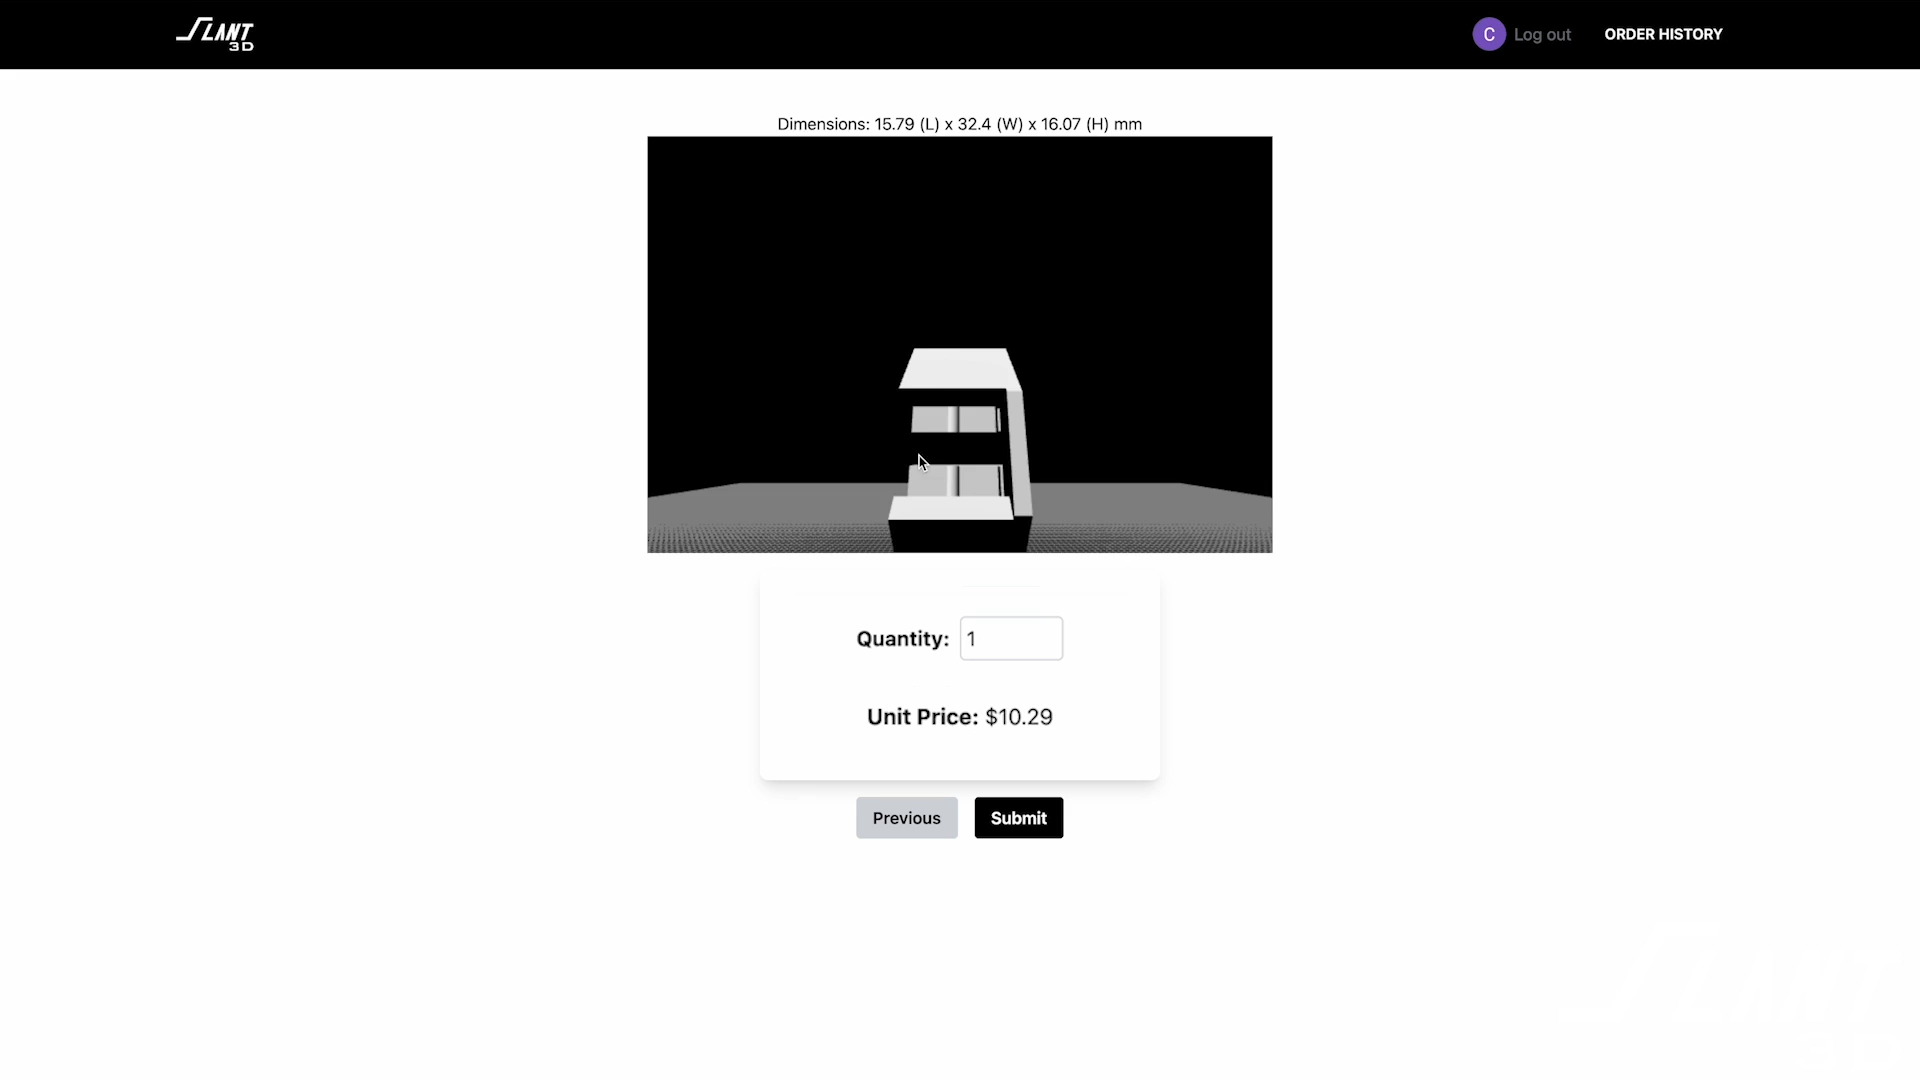 SLANT
3D
C Log out ORDER HISTORY
Dimensions: 15.79 (L) x 32.4 (W) x 16.07 (H) mm
Quantity: 1
Unit Price: $10.29
Previous Submit